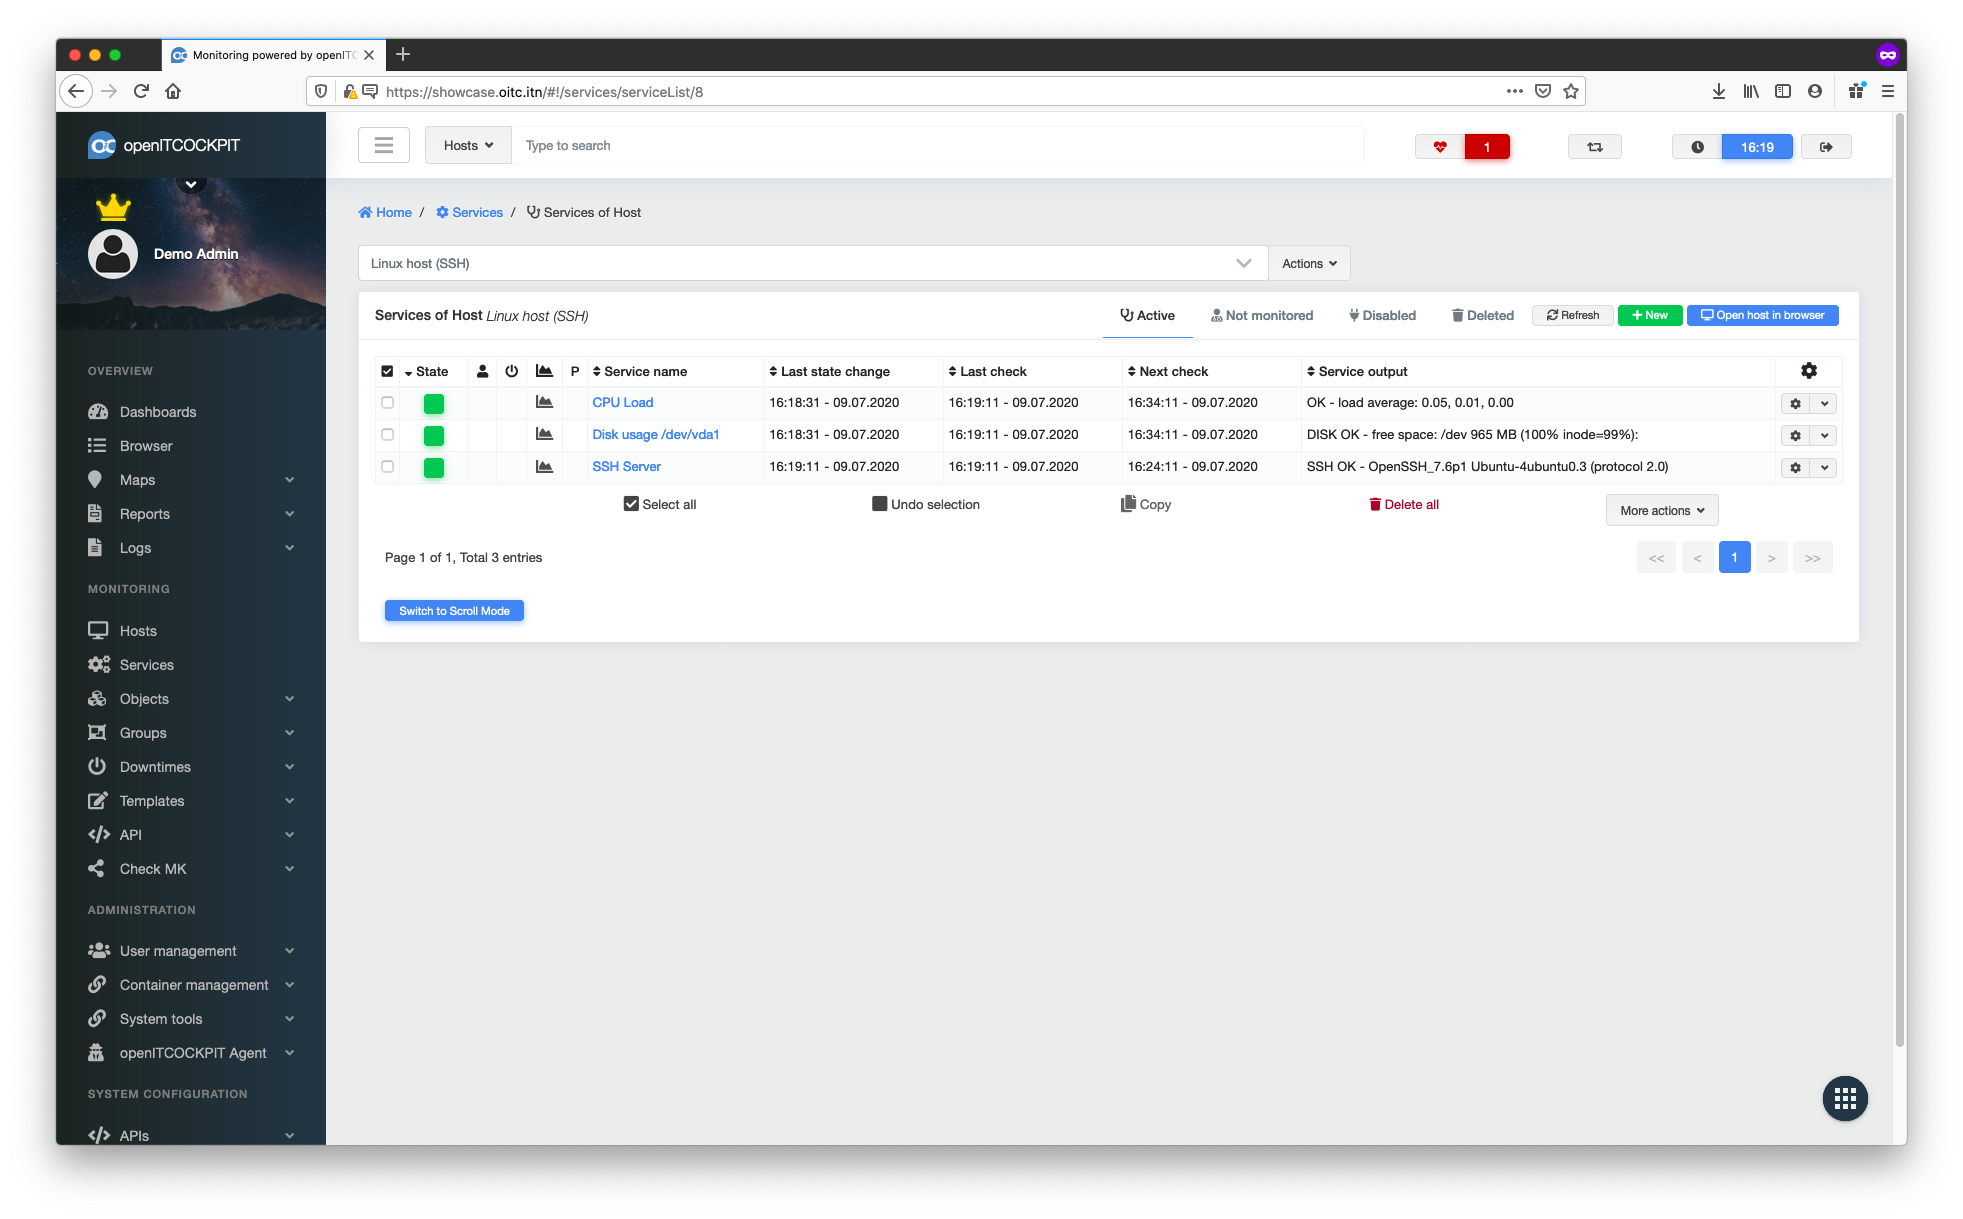 Monitoring powered by openITC
https://showcase.oitc.itn/#!/services/serviceList/8
openITCOCKPIT
Hosts
Type to search
1
16:19
Demo Admin
Home / Services / Services of Host
Linux host (SSH)
Actions
Services of Host Linux host (SSH)
Active
Not monitored
Disabled
Deleted
Refresh
New
Open host in browser
State P Service name Last state change Last check Next check Service output
CPU Load 16:18:31 - 09.07.2020 16:19:11 - 09.07.2020 16:34:11 - 09.07.2020 OK - load average: 0.05, 0.01, 0.00
Disk usage /dev/vda1 16:18:31 - 09.07.2020 16:19:11 - 09.07.2020 16:34:11 - 09.07.2020 DISK OK - free space: /dev 965 MB (100% inode=99%):
SSH Server 16:19:11 - 09.07.2020 16:19:11 - 09.07.2020 16:24:11 - 09.07.2020 SSH OK - OpenSSH_7.6p1 Ubuntu-4ubuntu0.3 (protocol 2.0)
Select all
Undo selection
Copy
Delete all
More actions
Page 1 of 1, Total 3 entries
<< < 1 > >>
Switch to Scroll Mode
OVERVIEW
Dashboards
Browser
Maps
Reports
Logs
MONITORING
Hosts
Services
Objects
Groups
Downtimes
Templates
API
Check MK
ADMINISTRATION
User management
Container management
System tools
openITCOCKPIT Agent
SYSTEM CONFIGURATION
APIs